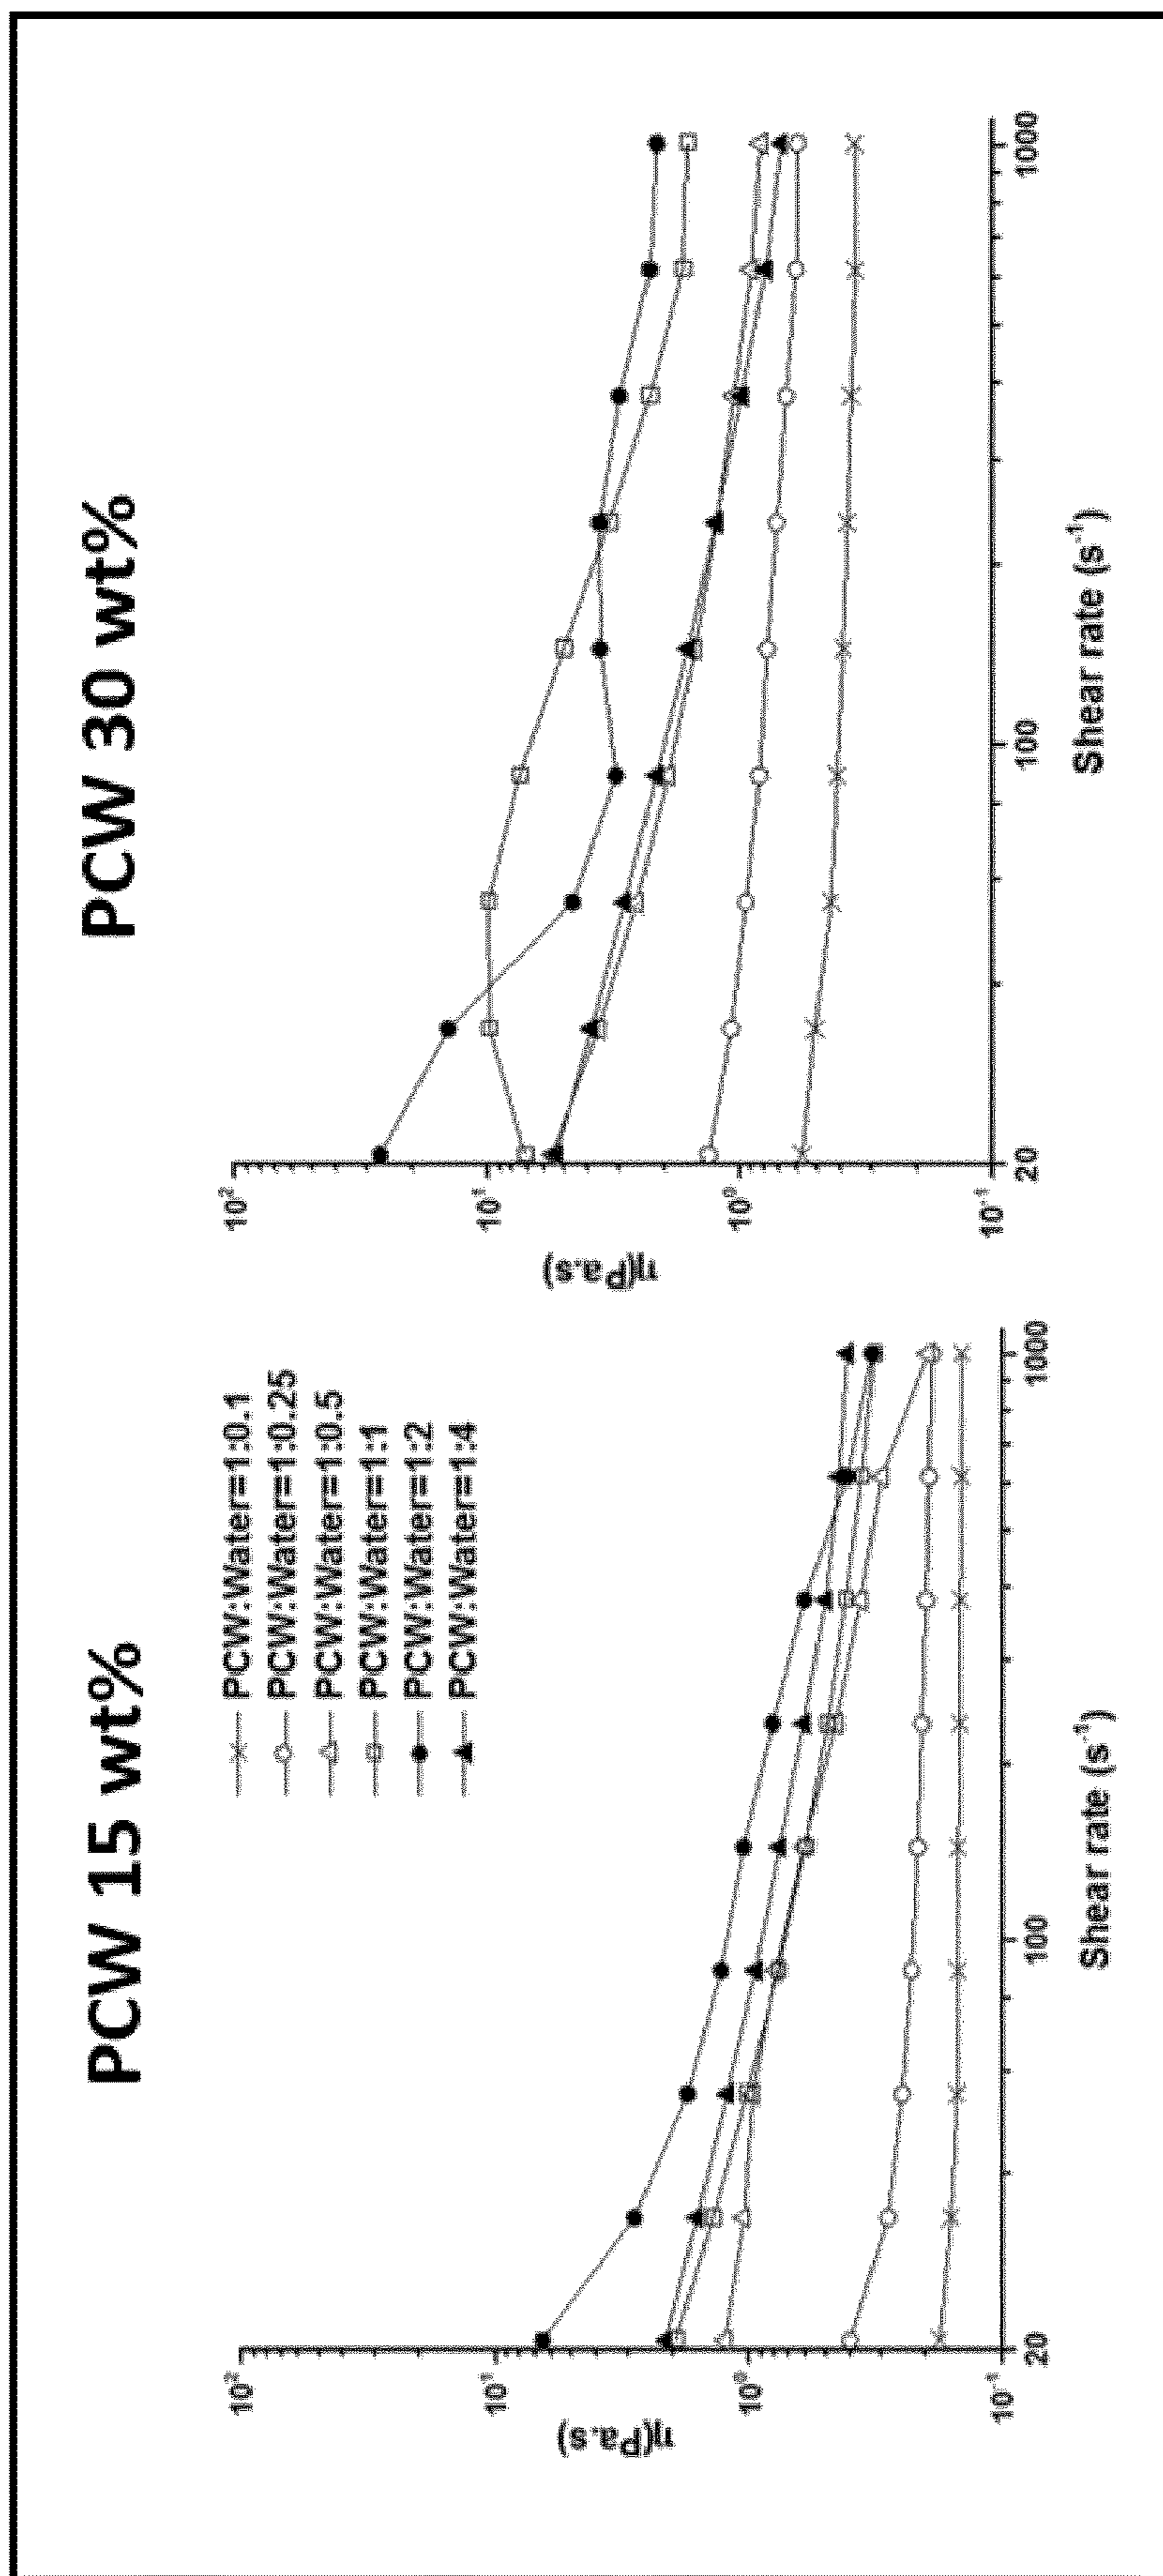 PCW 15 wt%
10²
10¹
10⁰
10⁻¹
η(Pa.s)
20
100
1000
Shear rate (s⁻¹)
PCW:Water=1:0.1
PCW:Water=1:0.25
PCW:Water=1:0.5
PCW:Water=1:1
PCW:Water=1:2
PCW:Water=1:4
PCW 30 wt%
10²
10¹
10⁰
10⁻¹
η(Pa.s)
20
100
1000
Shear rate (s⁻¹)